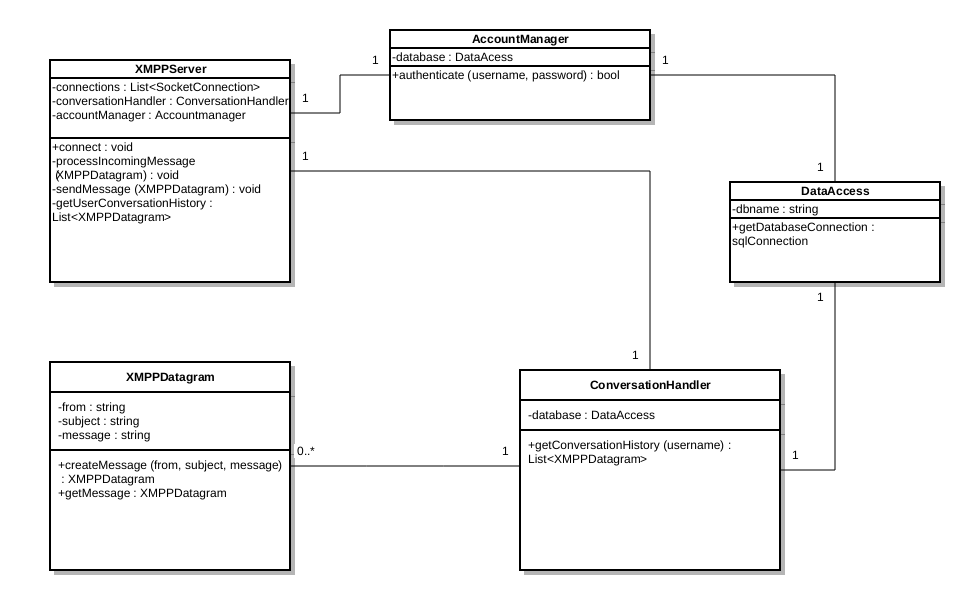 AccountManager
-database : DataAcess
+authenticate (username, password) : bool
1
1
XMPPServer
-connections : List<SocketConnection>
-conversationHandler : ConversationHandler
-accountManager : Accountmanager
+connect : void
-processIncomingMessage
(XMPPDatagram) : void
-sendMessage (XMPPDatagram) : void
-getUserConversationHistory :
List<XMPPDatagram>
1
1
1
DataAccess
-dbname : string
+getDatabaseConnection :
sqlConnection
1
1
XMPPDatagram
-from : string
-subject : string
-message : string
+createMessage (from, subject, message)
: XMPPDatagram
+getMessage : XMPPDatagram
0..*
1
ConversationHandler
-database : DataAccess
+getConversationHistory (username) :
List<XMPPDatagram>
1